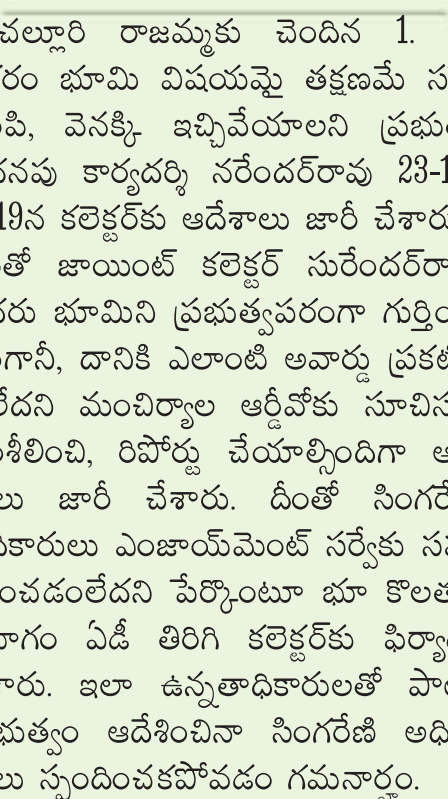 చల్లూరి రాజమ్మకు చెందిన 1.
రం భూమి విషయమై తక్షణమే స
పి, వెనక్కి ఇచ్చివేయాలని ప్రభు
దనపు కార్యదర్శి నరేందర్‌రావు 23-1
19న కలెక్టర్‌కు ఆదేశాలు జారీ చేశారు
తో జాయింట్ కలెక్టర్ సురేందర్‌రా
దరు భూమిని ప్రభుత్వపరంగా గుర్తిం
గానీ, దానికి ఎలాంటి అవార్డు ప్రకటి
లేదని మంచిర్యాల ఆర్డీవోకు సూచిస
శీలించి, రిపోర్టు చేయాల్సిందిగా ఆ
లు జారీ చేశారు. దీంతో సింగరే
ధికారులు ఎంజాయ్‌మెంట్ సర్వేకు స
ంచడంలేదని పేర్కొంటూ భూ కొలత
భాగం ఏడీ తిరిగి కలెక్టర్‌కు ఫిర్యా
శారు. ఇలా ఉన్నతాధికారులతో పా
భుత్వం ఆదేశించినా సింగరేణి అధి
లు స్పందించకపోవడం గమనార్హం.